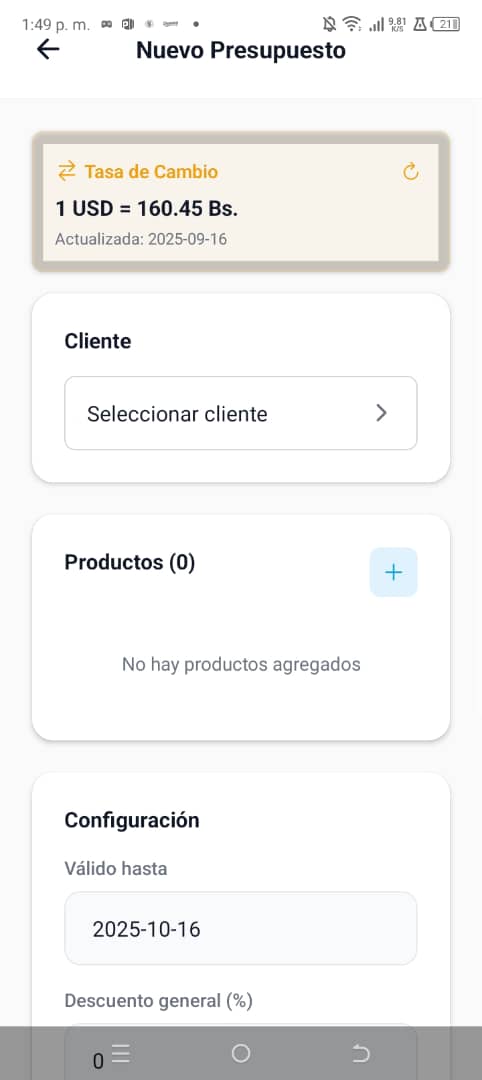 1:49 p. m.
9.81
K/S
21
Nuevo Presupuesto
Tasa de Cambio
1 USD = 160.45 Bs.
Actualizada: 2025-09-16
Cliente
Seleccionar cliente
Productos (0)
No hay productos agregados
Configuración
Válido hasta
2025-10-16
Descuento general (%)
0